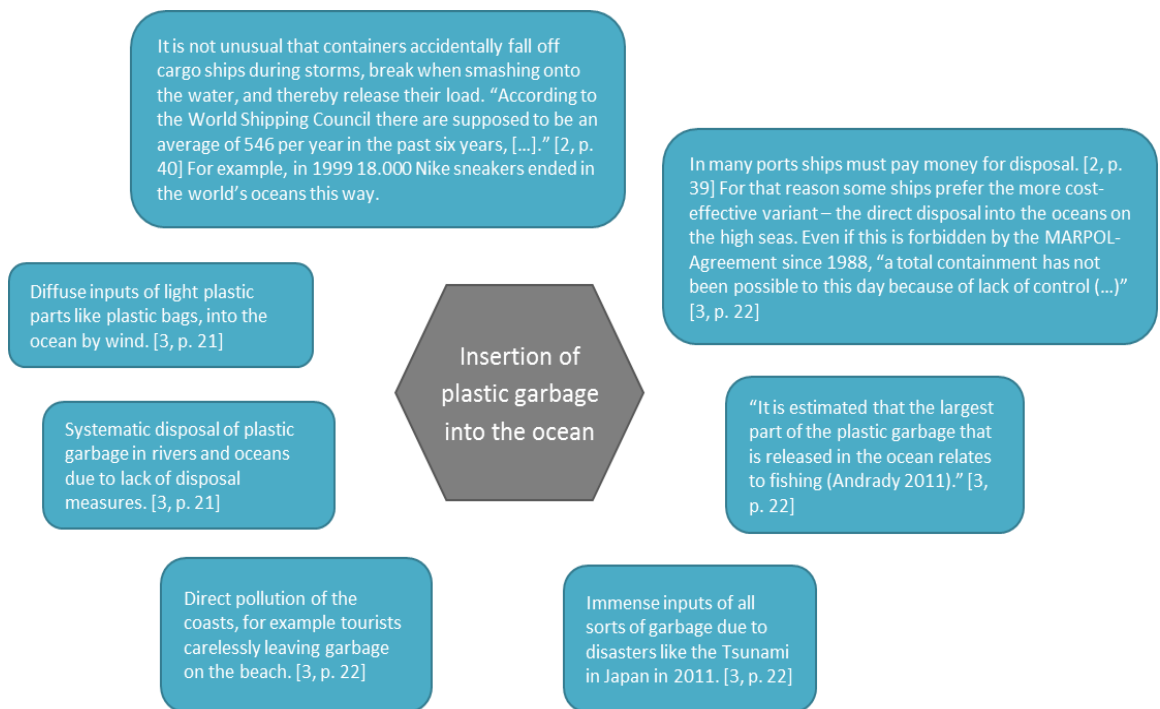 It is not unusual that containers accidentally fall off
cargo ships during storms, break when smashing onto
the water, and thereby release their load. “According to
the World Shipping Council there are supposed to be an
average of 546 per year in the past six years, […].” [2, p.
40] For example, in 1999 18.000 Nike sneakers ended in
the world’s oceans this way.
In many ports ships must pay money for disposal. [2, p.
39] For that reason some ships prefer the more cost-
effective variant – the direct disposal into the oceans on
the high seas. Even if this is forbidden by the MARPOL-
Agreement since 1988, “a total containment has not
been possible to this day because of lack of control (…)”
[3, p. 22]
Diffuse inputs of light plastic
parts like plastic bags, into the
ocean by wind. [3, p. 21]
Insertion of
plastic garbage
into the ocean
Systematic disposal of plastic
garbage in rivers and oceans
due to lack of disposal
measures. [3, p. 21]
“It is estimated that the largest
part of the plastic garbage that
is released in the ocean relates
to fishing (Andrady 2011).” [3,
p. 22]
Direct pollution of the
coasts, for example tourists
carelessly leaving garbage
on the beach. [3, p. 22]
Immense inputs of all
sorts of garbage due to
disasters like the Tsunami
in Japan in 2011. [3, p. 22]